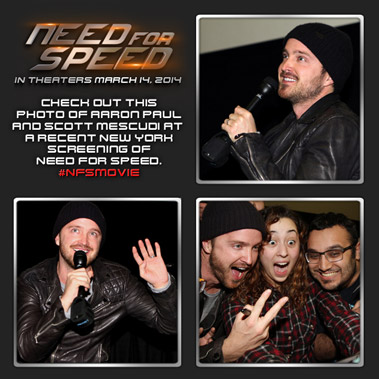 NEED FOR
SPEED
IN THEATERS MARCH 14, 2014
CHECK OUT THIS
PHOTO OF AARON PAUL
AND SCOTT MESCUDI AT
A RECENT NEW YORK
SCREENING OF
NEED FOR SPEED.
#NFSMOVIE